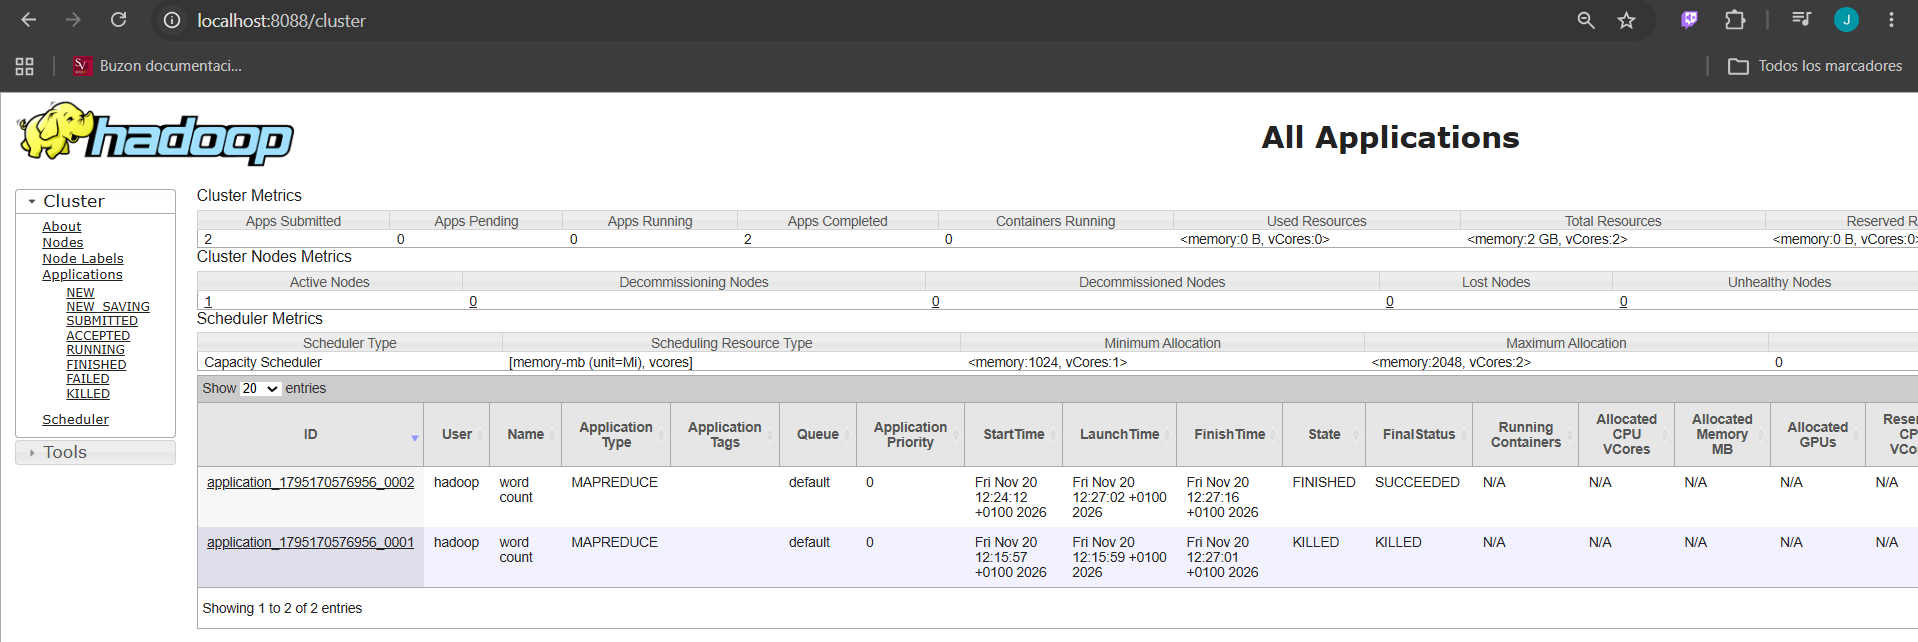 localhost:8088/cluster
J
Buzon documentaci...
Todos los marcadores
hadoop
All Applications
Cluster
About
Nodes
Node Labels
Applications
NEW
NEW_SAVING
SUBMITTED
ACCEPTED
RUNNING
FINISHED
FAILED
KILLED
Scheduler
Tools
Cluster Metrics
Apps Submitted Apps Pending Apps Running Apps Completed Containers Running Used Resources Total Resources Reserved R
2 0 0 2 0 <memory:0 B, vCores:0> <memory:2 GB, vCores:2> <memory:0 B, vCores:0>
Cluster Nodes Metrics
Active Nodes Decommissioning Nodes Decommissioned Nodes Lost Nodes Unhealthy Nodes
1 0 0 0 0
Scheduler Metrics
Scheduler Type Scheduling Resource Type Minimum Allocation Maximum Allocation
Capacity Scheduler [memory-mb (unit=Mi), vcores] <memory:1024, vCores:1> <memory:2048, vCores:2> 0
Show 20 entries
ID User Name Application Type Application Tags Queue Application Priority StartTime LaunchTime FinishTime State FinalStatus Running Containers Allocated CPU VCores Allocated Memory MB Allocated GPUs Reser CP VCo
application_1795170576956_0002 hadoop word count MAPREDUCE default 0 Fri Nov 20 12:24:12 +0100 2026 Fri Nov 20 12:27:02 +0100 2026 Fri Nov 20 12:27:16 +0100 2026 FINISHED SUCCEEDED N/A N/A N/A N/A N/A
application_1795170576956_0001 hadoop word count MAPREDUCE default 0 Fri Nov 20 12:15:57 +0100 2026 Fri Nov 20 12:15:59 +0100 2026 Fri Nov 20 12:27:01 +0100 2026 KILLED KILLED N/A N/A N/A N/A N/A
Showing 1 to 2 of 2 entries